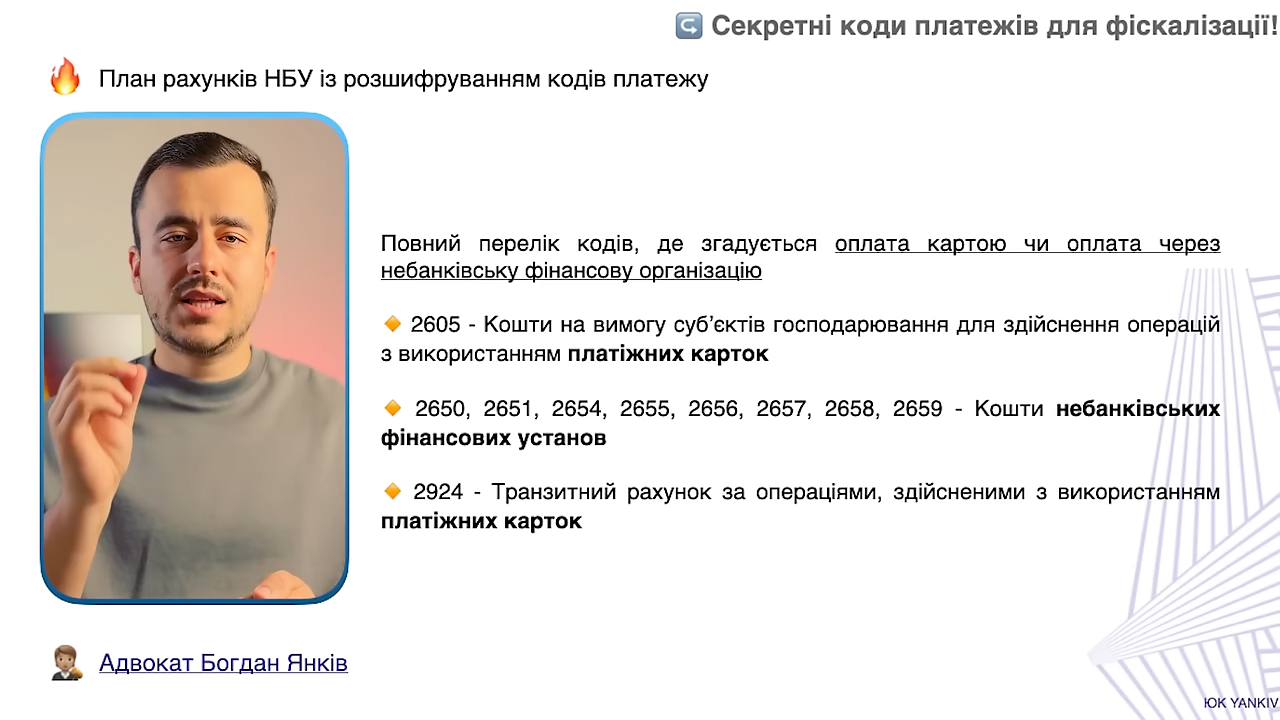 Секретні коди платежів для фіскалізації!
План рахунків НБУ із розшифруванням кодів платежу
Повний перелік кодів, де згадується оплата картою чи оплата через
небанківську фінансову організацію
2605 - Кошти на вимогу суб’єктів господарювання для здійснення операцій
з використанням платіжних карток
2650, 2651, 2654, 2655, 2656, 2657, 2658, 2659 - Кошти небанківських
фінансових установ
2924 - Транзитний рахунок за операціями, здійсненими з використанням
платіжних карток
Адвокат Богдан Янків
ЮК YANKIV